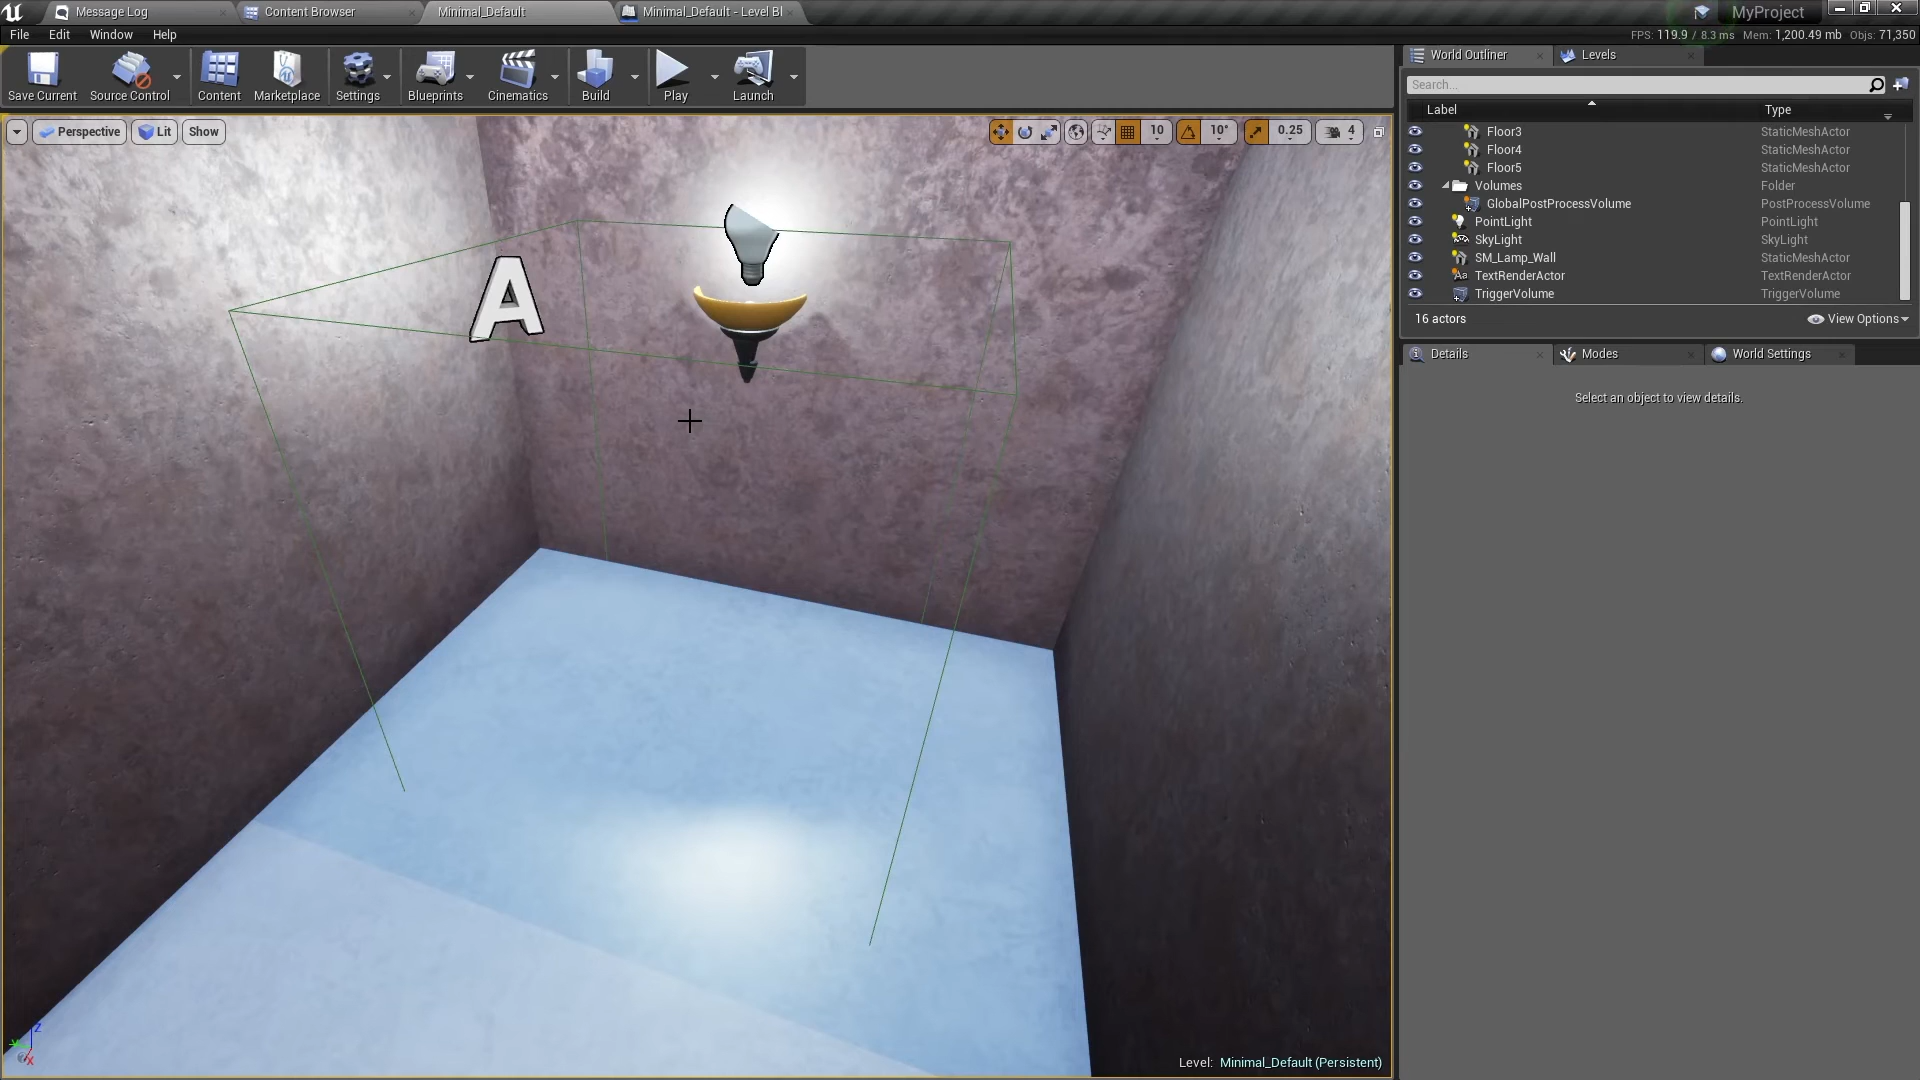 Message Log
Content Browser
Minimal_Default
Minimal_Default - Level Bl
MyProject
File
Edit
Window
Help
FPS: 119.9 / 8.3 ms
Mem: 1,200.49 mb
Objs: 71,350
Save Current
Source Control
Content
Marketplace
Settings
Blueprints
Cinematics
Build
Play
Launch
World Outliner
Levels
Search...
Label
Type
Perspective
Lit
Show
10
10°
0.25
4
Floor3
StaticMeshActor
Floor4
StaticMeshActor
Floor5
StaticMeshActor
Volumes
Folder
GlobalPostProcessVolume
PostProcessVolume
PointLight
PointLight
SkyLight
SkyLight
SM_Lamp_Wall
StaticMeshActor
Aa
TextRenderActor
TextRenderActor
TriggerVolume
TriggerVolume
16 actors
View Options
Details
Modes
World Settings
Select an object to view details.
A
Z
Y
X
Level: Minimal_Default (Persistent)